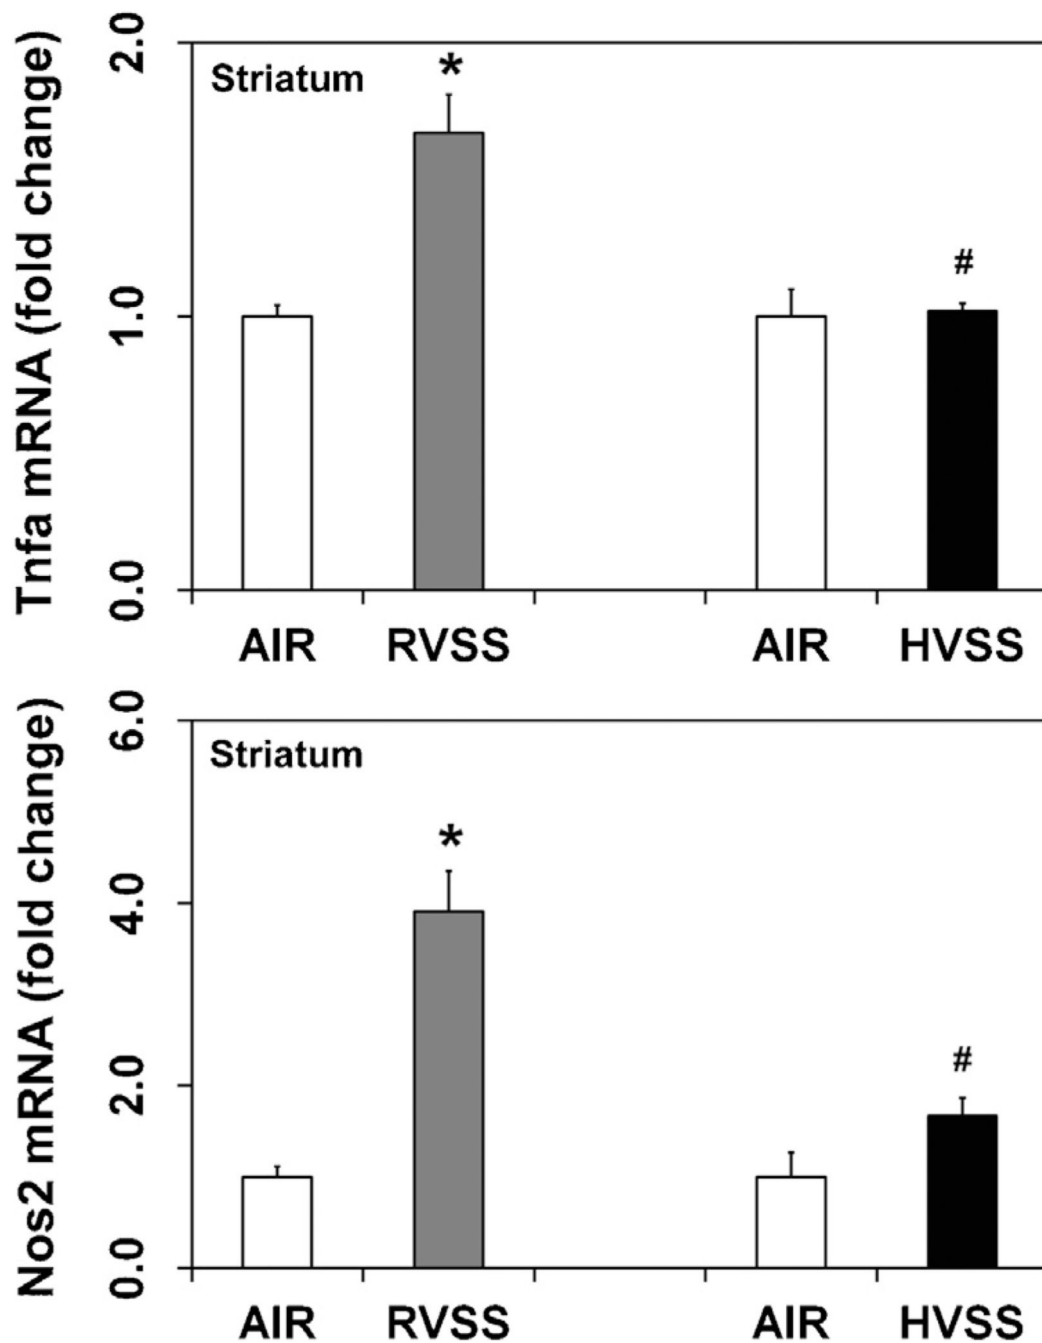 Tnfa mRNA (fold change)
2.0
1.0
0.0
Striatum
*
#
AIR RVSS AIR HVSS
Nos2 mRNA (fold change)
6.0
4.0
2.0
0.0
Striatum
*
#
AIR RVSS AIR HVSS